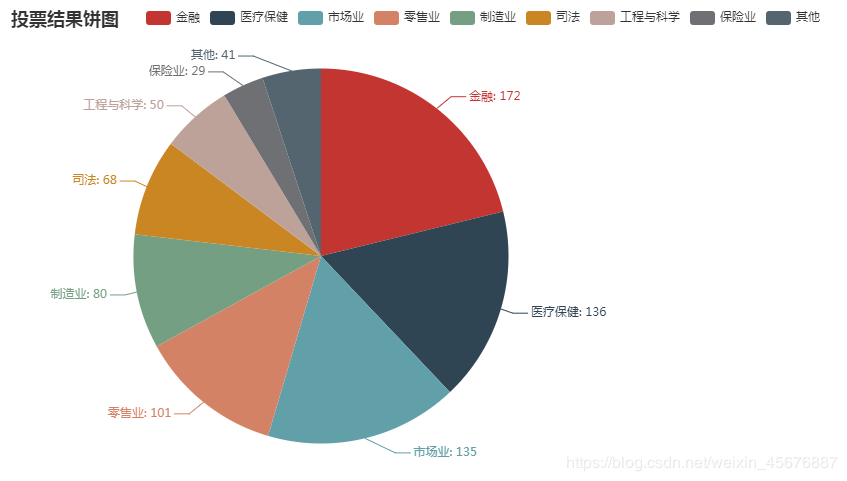 投票结果饼图
金融 医疗保健 市场业 零售业 制造业 司法 工程与科学 保险业 其他
其他: 41
保险业: 29
金融: 172
工程与科学: 50
司法: 68
制造业: 80
医疗保健: 136
零售业: 101
市场业: 135
https://blog.csdn.net/weixin_45676887